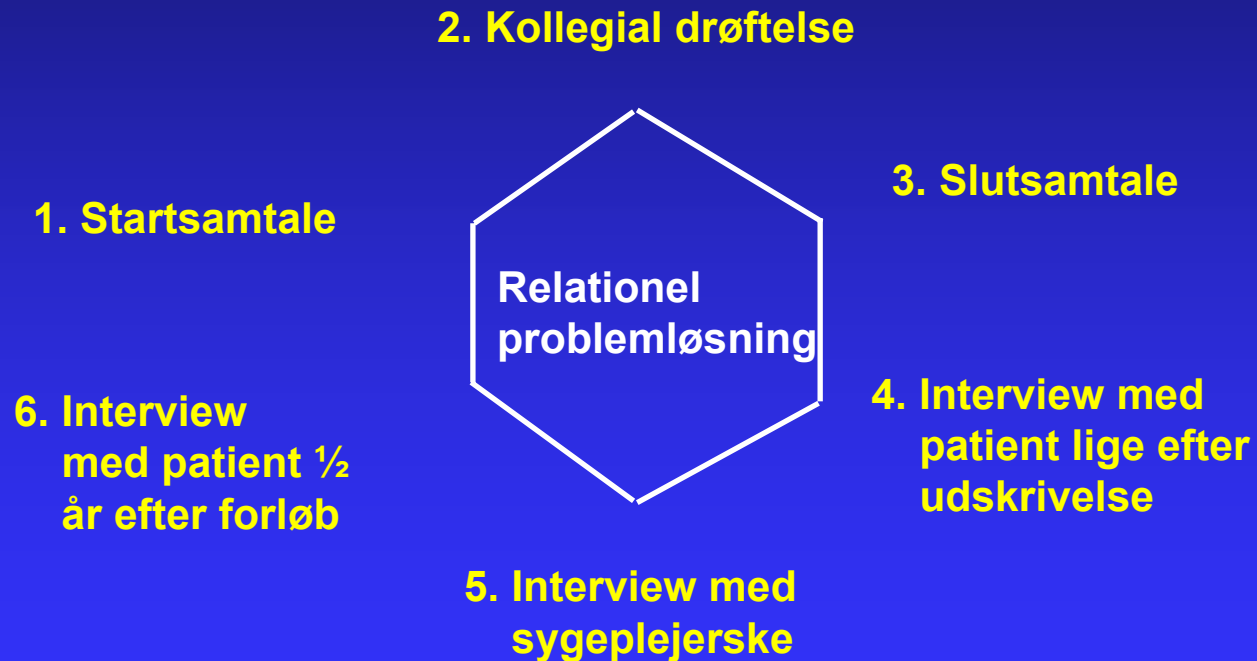 2. Kollegial drøftelse
3. Slutsamtale
1. Startsamtale
Relationel
problemløsning
4. Interview med
patient lige efter
udskrivelse
6. Interview
med patient ½
år efter forløb
5. Interview med
sygeplejerske